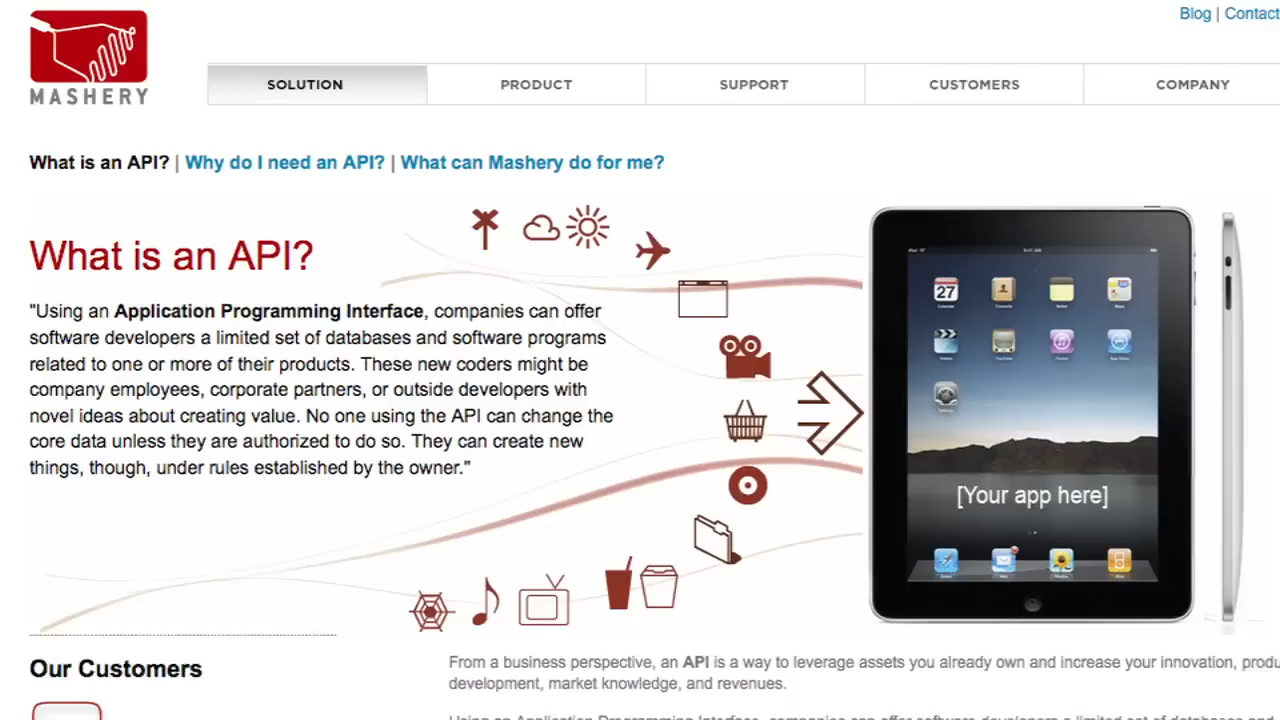 Blog | Contact
MASHERY
SOLUTION PRODUCT SUPPORT CUSTOMERS COMPANY
What is an API? | Why do I need an API? | What can Mashery do for me?
What is an API?
"Using an Application Programming Interface, companies can offer
software developers a limited set of databases and software programs
related to one or more of their products. These new coders might be
company employees, corporate partners, or outside developers with
novel ideas about creating value. No one using the API can change the
core data unless they are authorized to do so. They can create new
things, though, under rules established by the owner."
27
[Your app here]
Our Customers
From a business perspective, an API is a way to leverage assets you already own and increase your innovation, produ
development, market knowledge, and revenues.